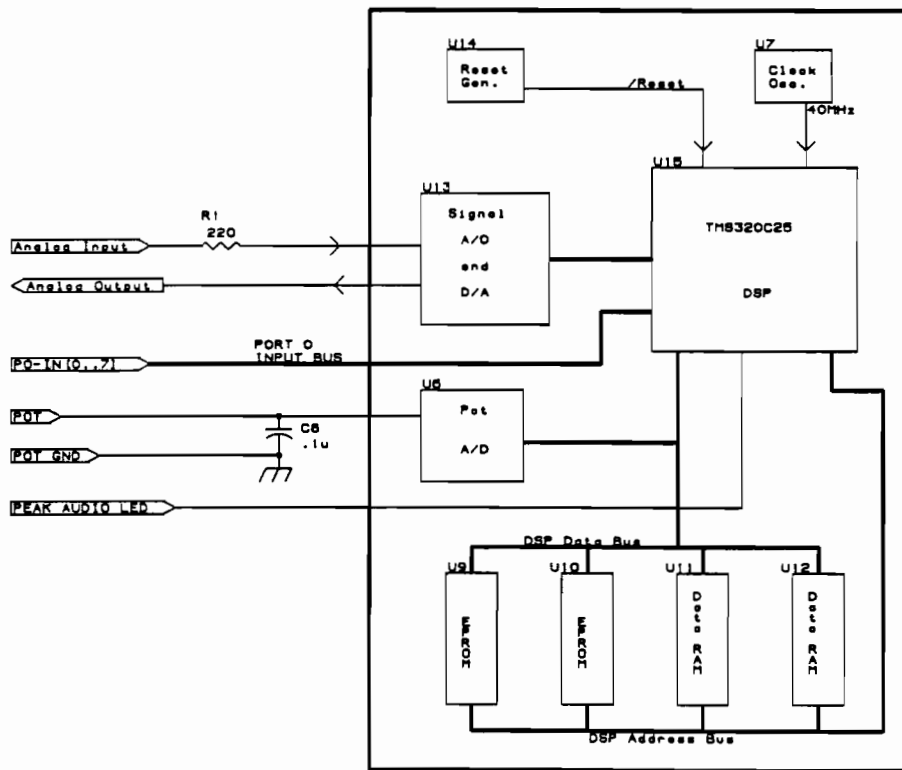 U14
Reset
Gen.
/Reset
U7
Clock
Osc.
40MHz
U15
TMS320C25
DSP
U13
Signal
A/D
and
D/A
R1
220
Analog Input
Analog Output
PORT 0
INPUT BUS
PO-IN[0..7]
POT
C6
.1u
U6
Pot
A/D
POT GND
PEAK AUDIO LED
DSP Data Bus
U9
EPROM
U10
EPROM
U11
Data RAM
U12
Data RAM
DSP Address Bus